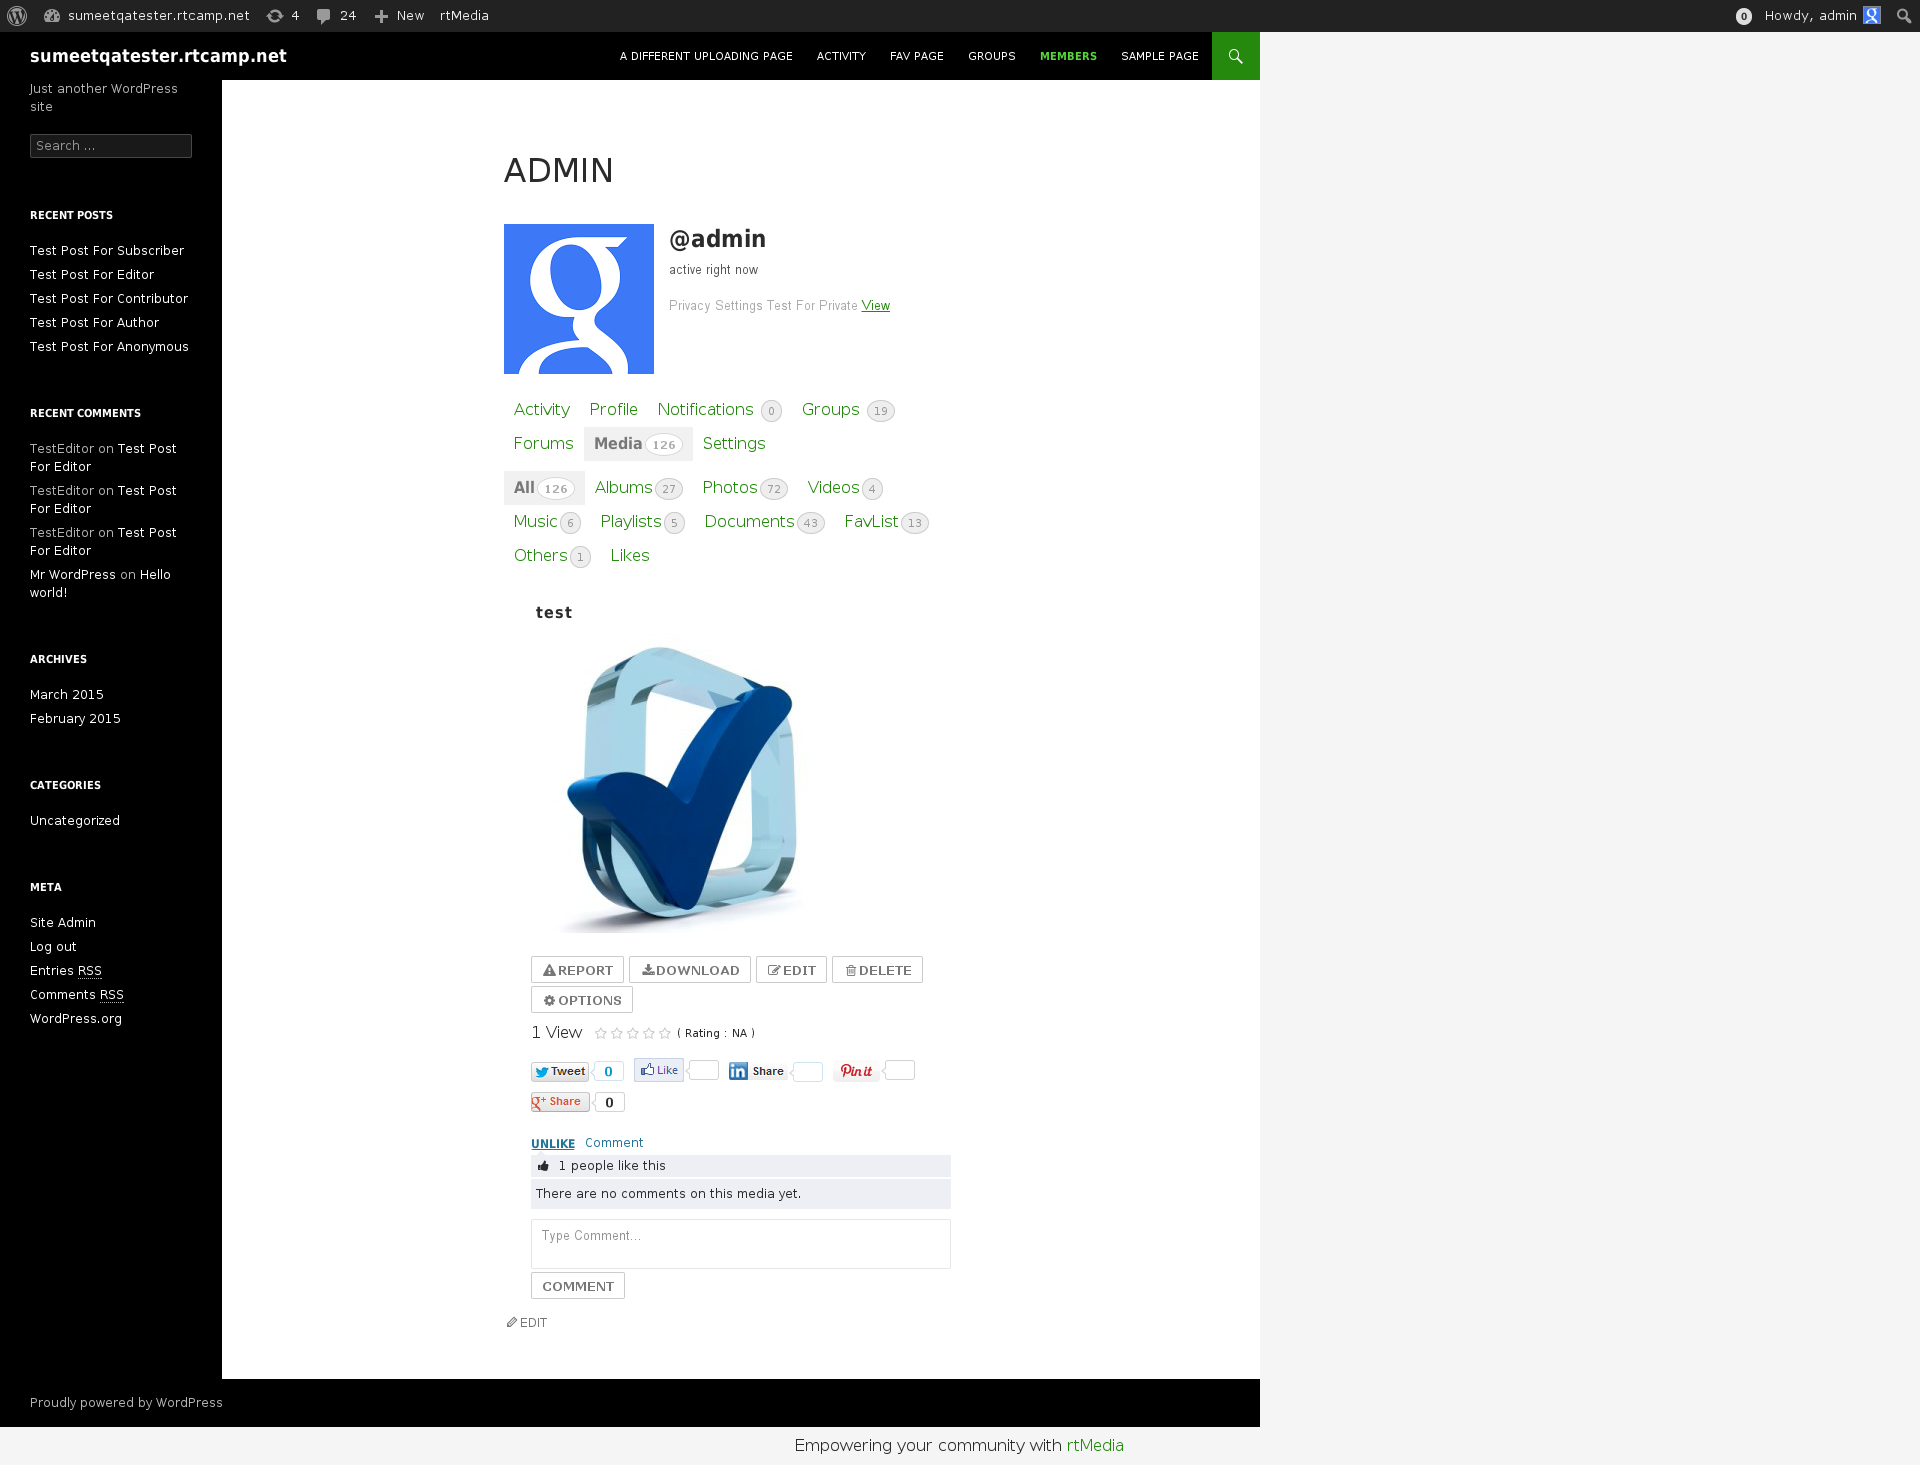 sumeetqatester.rtcamp.net 4 24 New rtMedia 0 Howdy, admin
sumeetqatester.rtcamp.net A DIFFERENT UPLOADING PAGE ACTIVITY FAV PAGE GROUPS MEMBERS SAMPLE PAGE
Just another WordPress
site
Search ...
RECENT POSTS
Test Post For Subscriber
Test Post For Editor
Test Post For Contributor
Test Post For Author
Test Post For Anonymous
RECENT COMMENTS
TestEditor on Test Post
For Editor
TestEditor on Test Post
For Editor
TestEditor on Test Post
For Editor
Mr WordPress on Hello
world!
ARCHIVES
March 2015
February 2015
CATEGORIES
Uncategorized
META
Site Admin
Log out
Entries RSS
Comments RSS
WordPress.org
ADMIN
@admin
active right now
Privacy Settings Test For Private View
Activity Profile Notifications 0 Groups 19
Forums Media 126 Settings
All 126 Albums 27 Photos 72 Videos 4
Music 6 Playlists 5 Documents 43 FavList 13
Others 1 Likes
test
REPORT DOWNLOAD EDIT DELETE
OPTIONS
1 View ( Rating : NA )
Tweet 0 Like in Share Pin it
g+ Share 0
UNLIKE Comment
1 people like this
There are no comments on this media yet.
Type Comment...
COMMENT
EDIT
Proudly powered by WordPress
Empowering your community with rtMedia